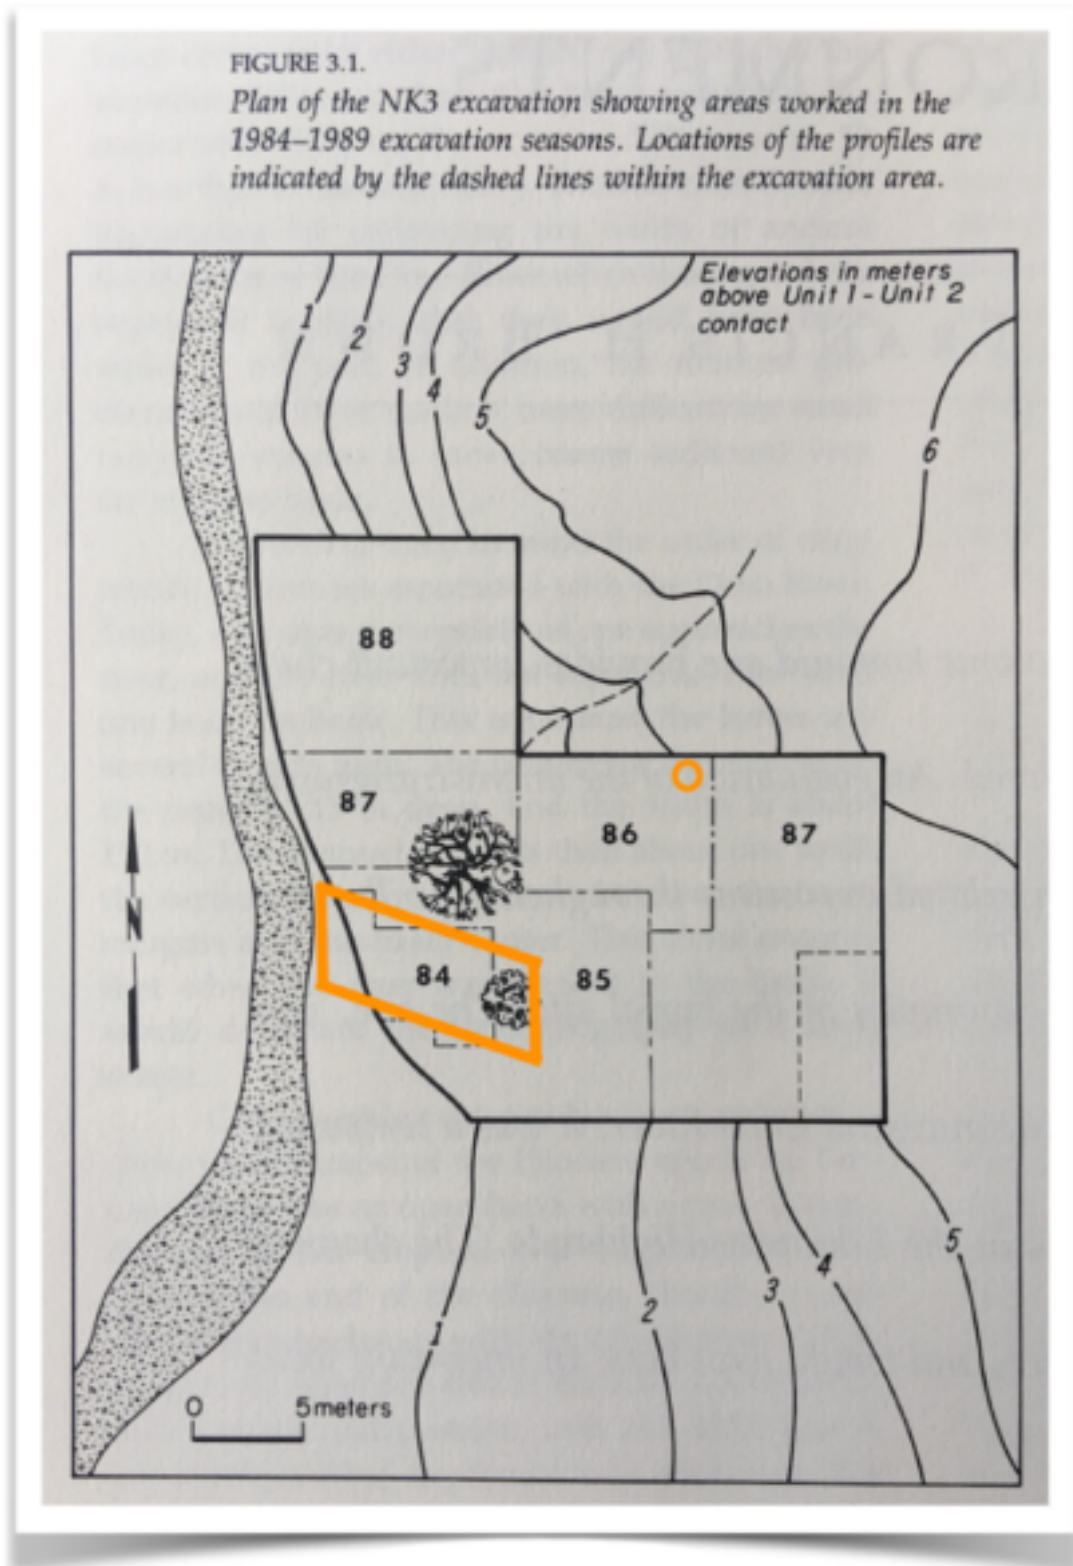 FIGURE 3.1.
Plan of the NK3 excavation showing areas worked in the
1984–1989 excavation seasons. Locations of the profiles are
indicated by the dashed lines within the excavation area.
Elevations in meters
above Unit 1 - Unit 2
contact
1
2
3
4
5
6
88
87
86
87
N
84
85
5
4
3
2
1
0 5 meters